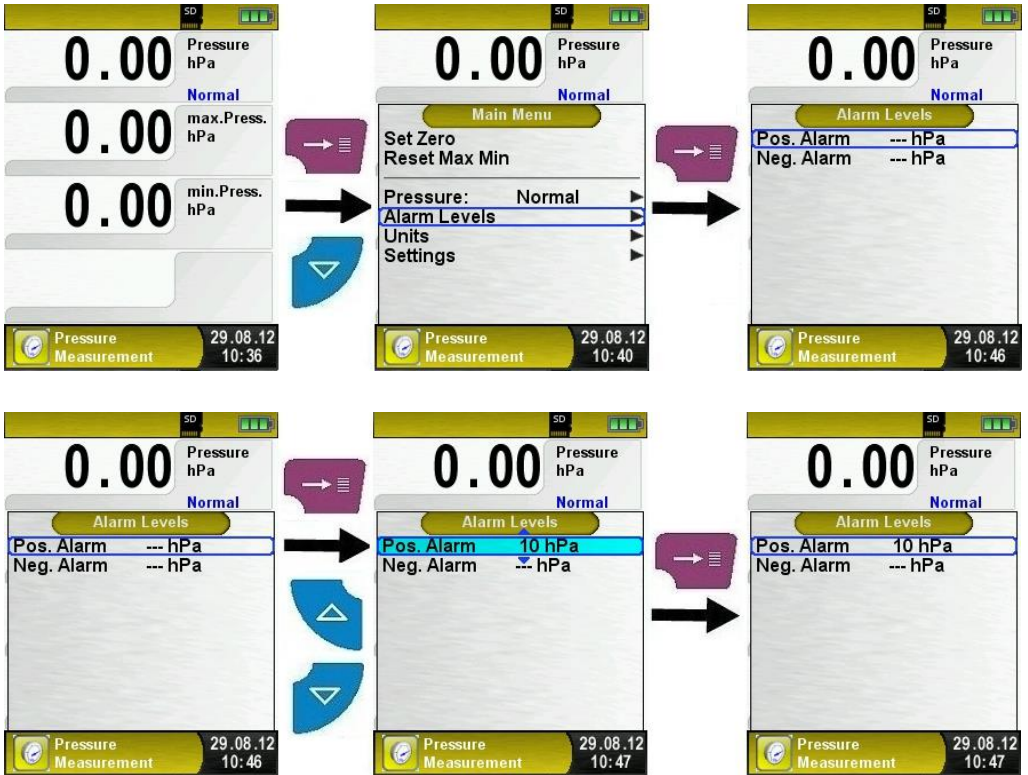 SD
0.00 Pressure hPa
Normal
0.00 max.Press. hPa
0.00 min.Press. hPa
Pressure Measurement
29.08.12
10:36
SD
0.00 Pressure hPa
Normal
Main Menu
Set Zero
Reset Max Min
Pressure: Normal
Alarm Levels
Units
Settings
Pressure Measurement
29.08.12
10:40
SD
0.00 Pressure hPa
Normal
Alarm Levels
Pos. Alarm --- hPa
Neg. Alarm --- hPa
Pressure Measurement
29.08.12
10:46
SD
0.00 Pressure hPa
Normal
Alarm Levels
Pos. Alarm --- hPa
Neg. Alarm --- hPa
Pressure Measurement
29.08.12
10:46
SD
0.00 Pressure hPa
Normal
Alarm Levels
Pos. Alarm 10 hPa
Neg. Alarm --- hPa
Pressure Measurement
29.08.12
10:47
SD
0.00 Pressure hPa
Normal
Alarm Levels
Pos. Alarm 10 hPa
Neg. Alarm --- hPa
Pressure Measurement
29.08.12
10:47